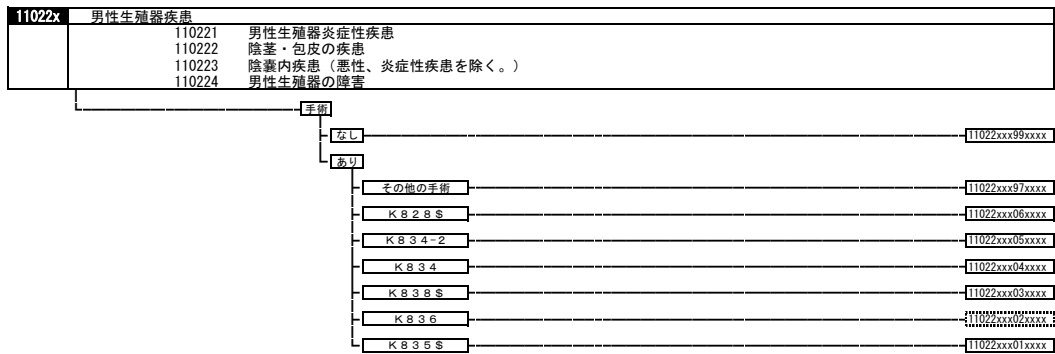 11022x 男性生殖器疾患
110221 男性生殖器炎症性疾患
110222 陰茎・包皮の疾患
110223 陰嚢内疾患（悪性、炎症性疾患を除く。）
110224 男性生殖器の障害
手術
なし 11022xxx99xxxx
あり
その他の手術 11022xxx97xxxx
Ｋ８２８＄ 11022xxx06xxxx
Ｋ８３４－２ 11022xxx05xxxx
Ｋ８３４ 11022xxx04xxxx
Ｋ８３８＄ 11022xxx03xxxx
Ｋ８３６ 11022xxx02xxxx
Ｋ８３５＄ 11022xxx01xxxx